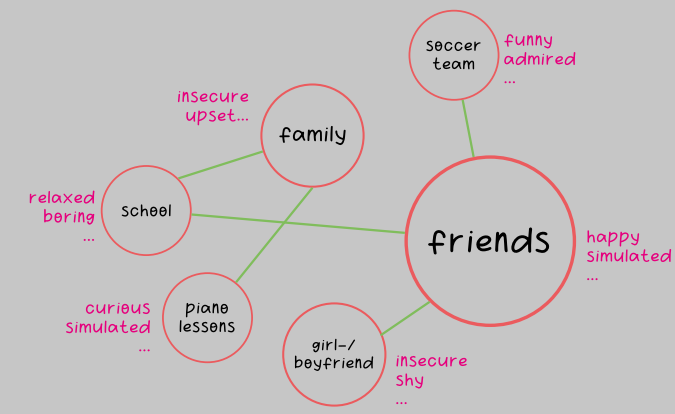 soccer
team
funny
admired
...
insecure
upset...
family
relaxed
boring
...
school
friends
happy
simulated
...
curious
simulated
...
piano
lessons
girl-/
boyfriend
insecure
shy
...